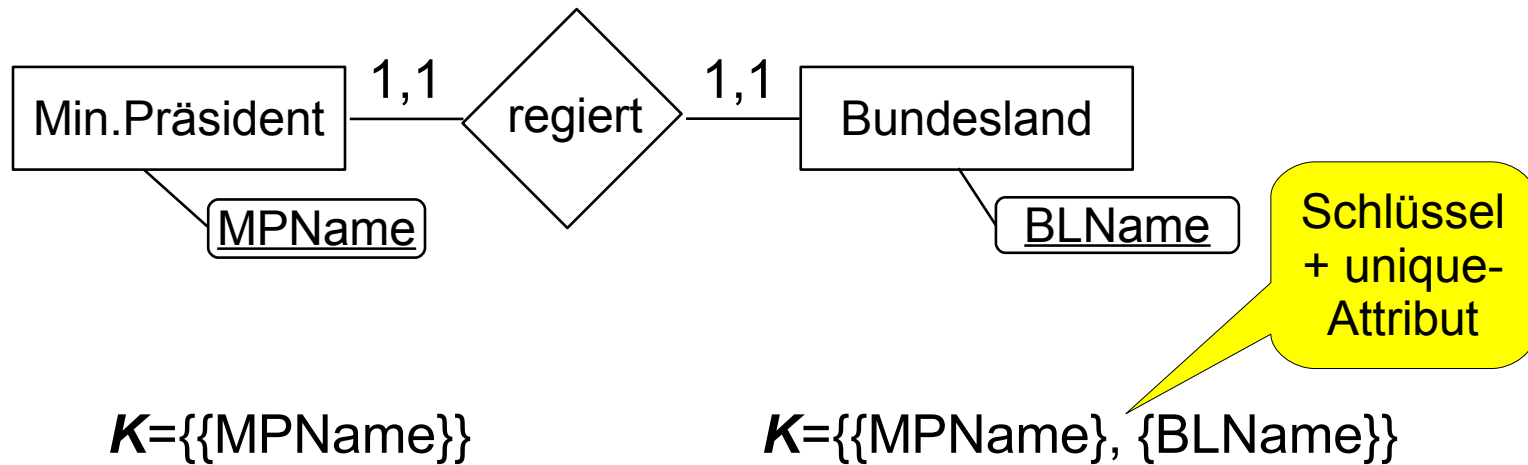 Min.Präsident
1,1
regiert
1,1
Bundesland
MPName
BLName
Schlüssel
+ unique-
Attribut
K={{MPName}}
K={{MPName}, {BLName}}